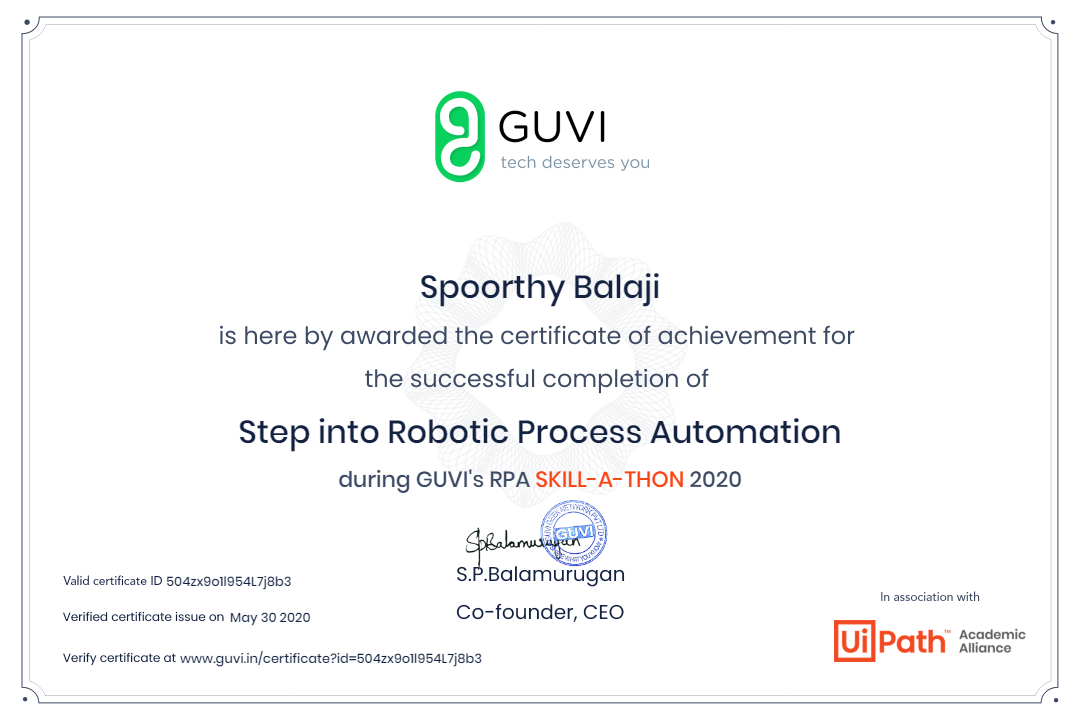 GUVI
tech deserves you
Spoorthy Balaji
is here by awarded the certificate of achievement for
the successful completion of
Step into Robotic Process Automation
during GUVI's RPA SKILL-A-THON 2020
SPBalamurugan
GUVI
S.P.Balamurugan
Co-founder, CEO
Valid certificate ID 504zx9o1l954L7j8b3
Verified certificate issue on May 30 2020
Verify certificate at www.guvi.in/certificate?id=504zx9o1l954L7j8b3
In association with
UiPath™ Academic
Alliance